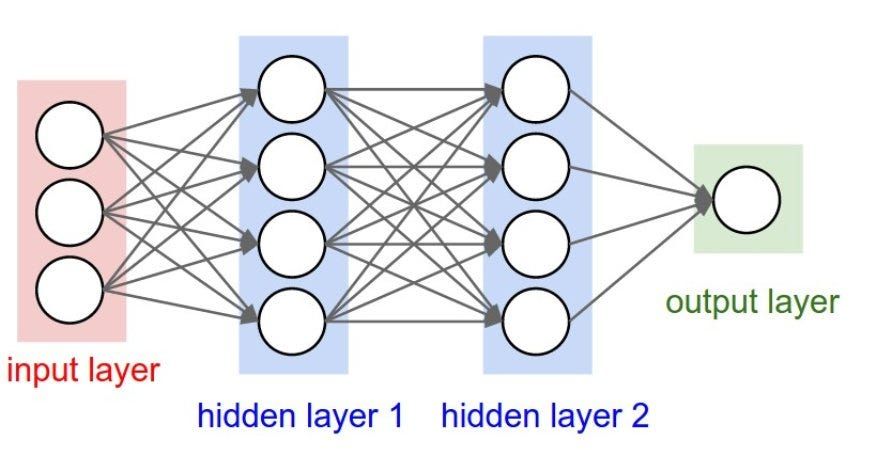 input layer
hidden layer 1
hidden layer 2
output layer